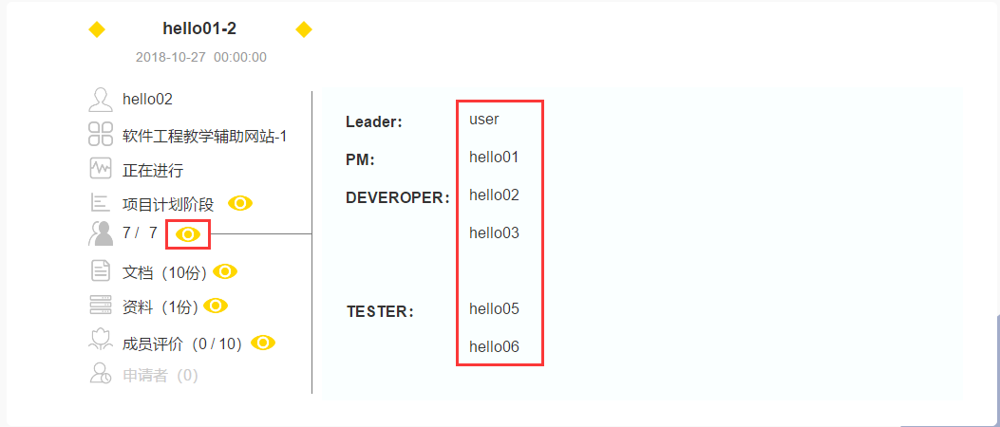 hello01-2
2018-10-27 00:00:00
hello02
软件工程教学辅助网站-1
正在进行
项目计划阶段
7 / 7
文档（10份）
资料（1份）
成员评价（0 / 10）
申请者（0）
Leader： user
PM： hello01
DEVEROPER： hello02
hello03
TESTER： hello05
hello06